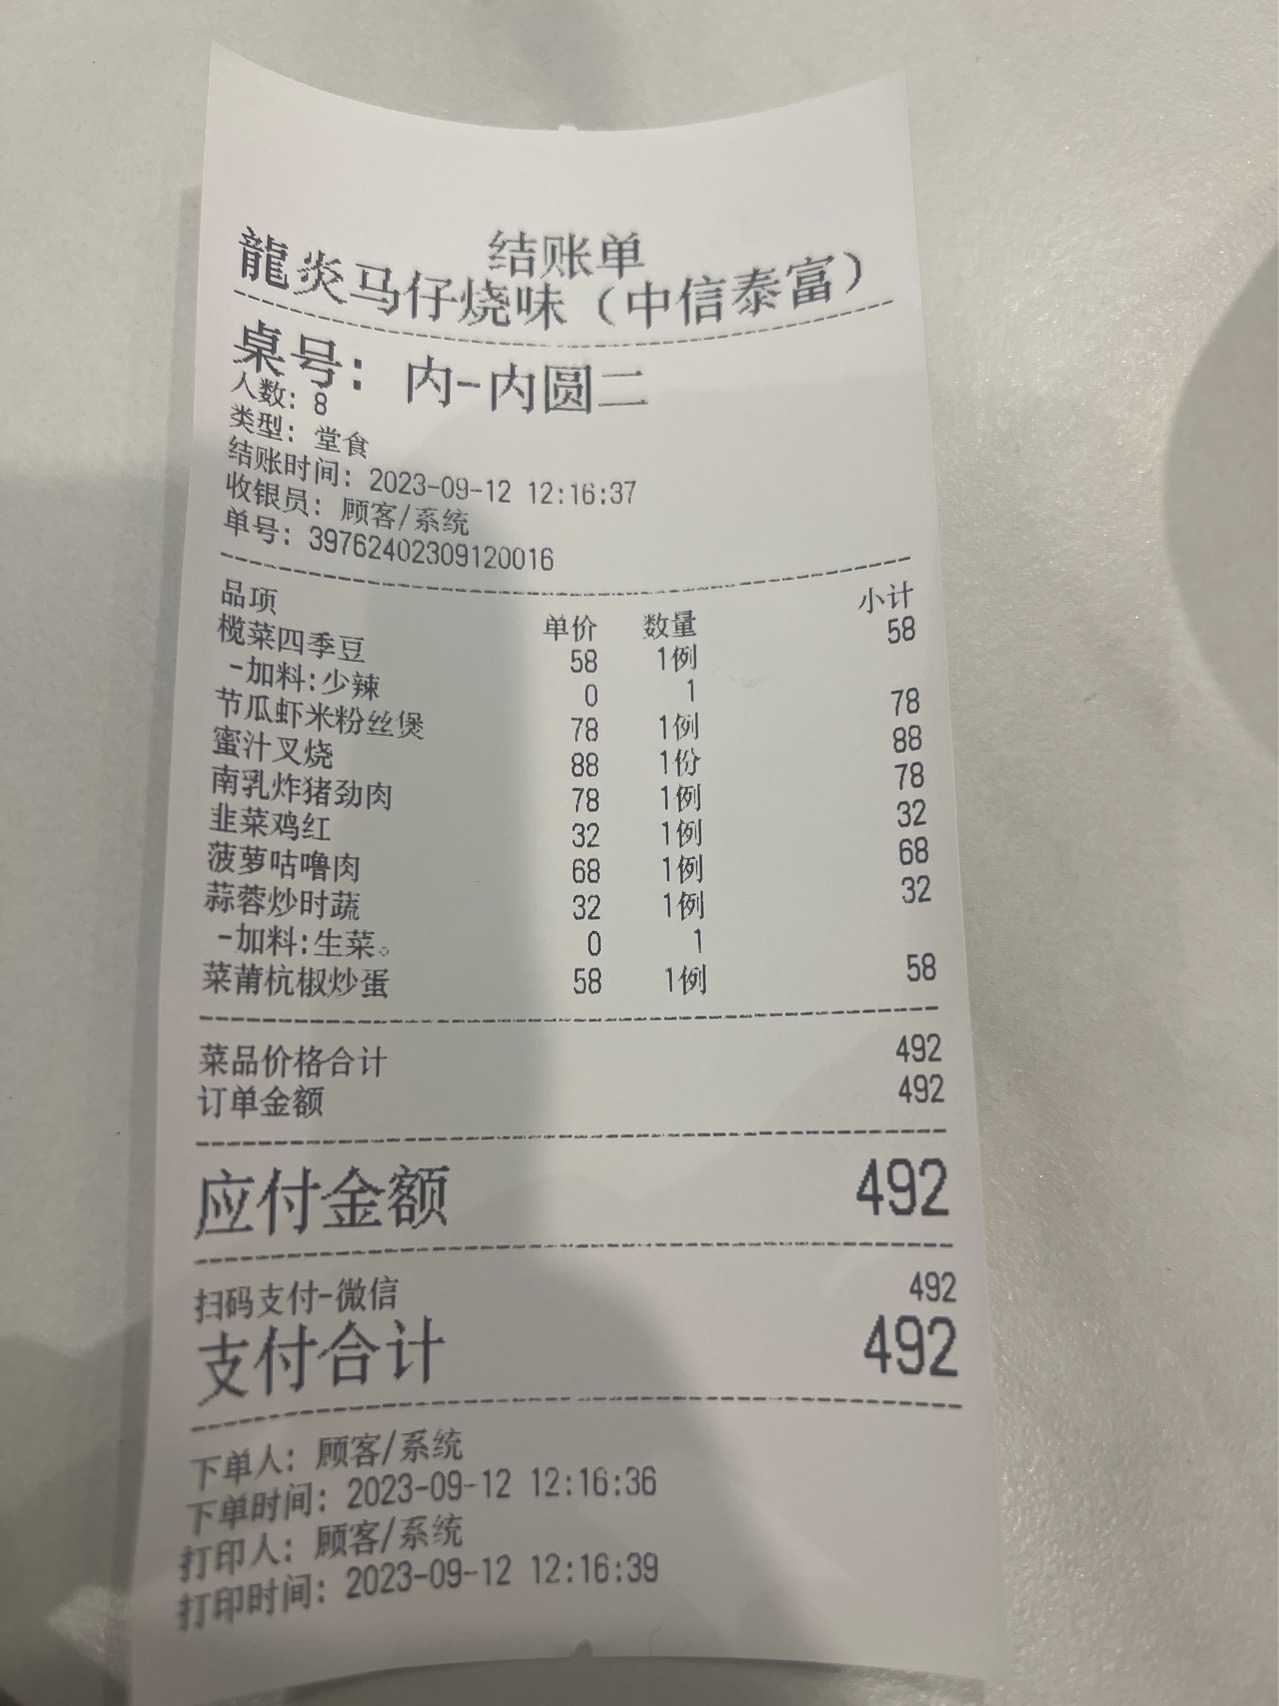 结账单
龍炎马仔烧味（中信泰富）
桌号：内-内圆二
人数：8
类型：堂食
结账时间：2023-09-12 12:16:37
收银员：顾客/系统
单号：39762402309120016
品项 单价 数量 小计
榄菜四季豆 58 1例 58
-加料:少辣 0 1
节瓜虾米粉丝煲 78 1例 78
蜜汁叉烧 88 1份 88
南乳炸猪劲肉 78 1例 78
韭菜鸡红 32 1例 32
菠萝咕噜肉 68 1例 68
蒜蓉炒时蔬 32 1例 32
-加料:生菜。 0 1
菜莆杭椒炒蛋 58 1例 58
菜品价格合计 492
订单金额 492
应付金额 492
扫码支付-微信 492
支付合计 492
下单人：顾客/系统
下单时间：2023-09-12 12:16:36
打印人：顾客/系统
打印时间：2023-09-12 12:16:39